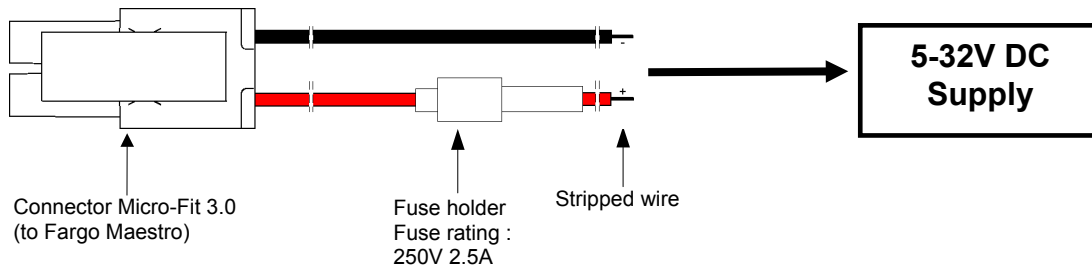 -
+
5-32V DC
Supply
Connector Micro-Fit 3.0
(to Fargo Maestro)
Fuse holder
Fuse rating :
250V 2.5A
Stripped wire